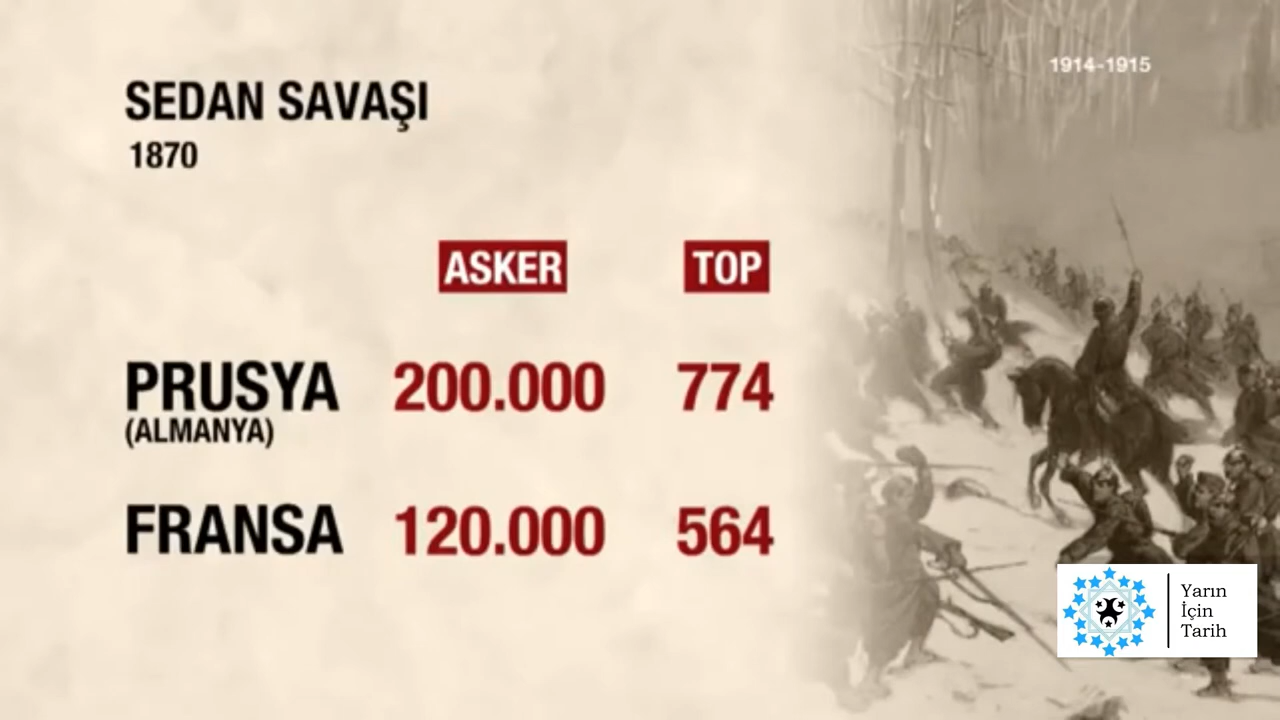 1914-1915
SEDAN SAVAŞI
1870
ASKER TOP
PRUSYA 200.000 774
(ALMANYA)
FRANSA 120.000 564
Yarın
İçin
Tarih